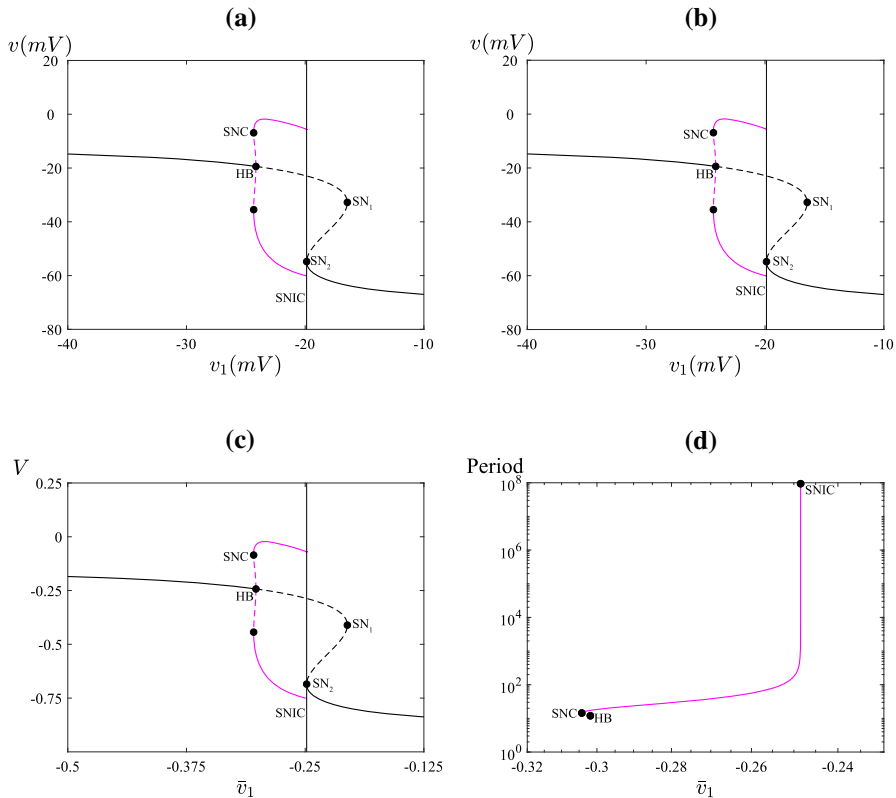 (a)
v(mV)
20
0
-20
-40
-60
-80
SNC
HB
SN1
SN2
SNIC
-40
-30
-20
-10
v1(mV)
(b)
v(mV)
20
0
-20
-40
-60
-80
SNC
HB
SN1
SN2
SNIC
-40
-30
-20
-10
v1(mV)
(c)
V
0.25
0
-0.25
-0.5
-0.75
SNC
HB
SN1
SN2
SNIC
-0.5
-0.375
-0.25
-0.125
v̄1
(d)
Period
10^8
10^6
10^4
10^2
10^0
SNIC
SNC
HB
-0.32
-0.3
-0.28
-0.26
-0.24
v̄1